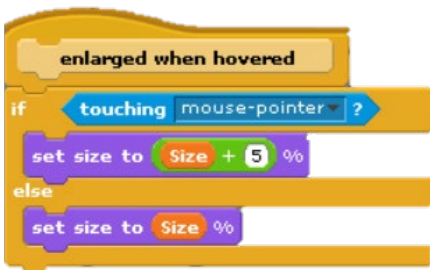 enlarged when hovered
if touching mouse-pointer ?
set size to Size + 5 %
else
set size to Size %